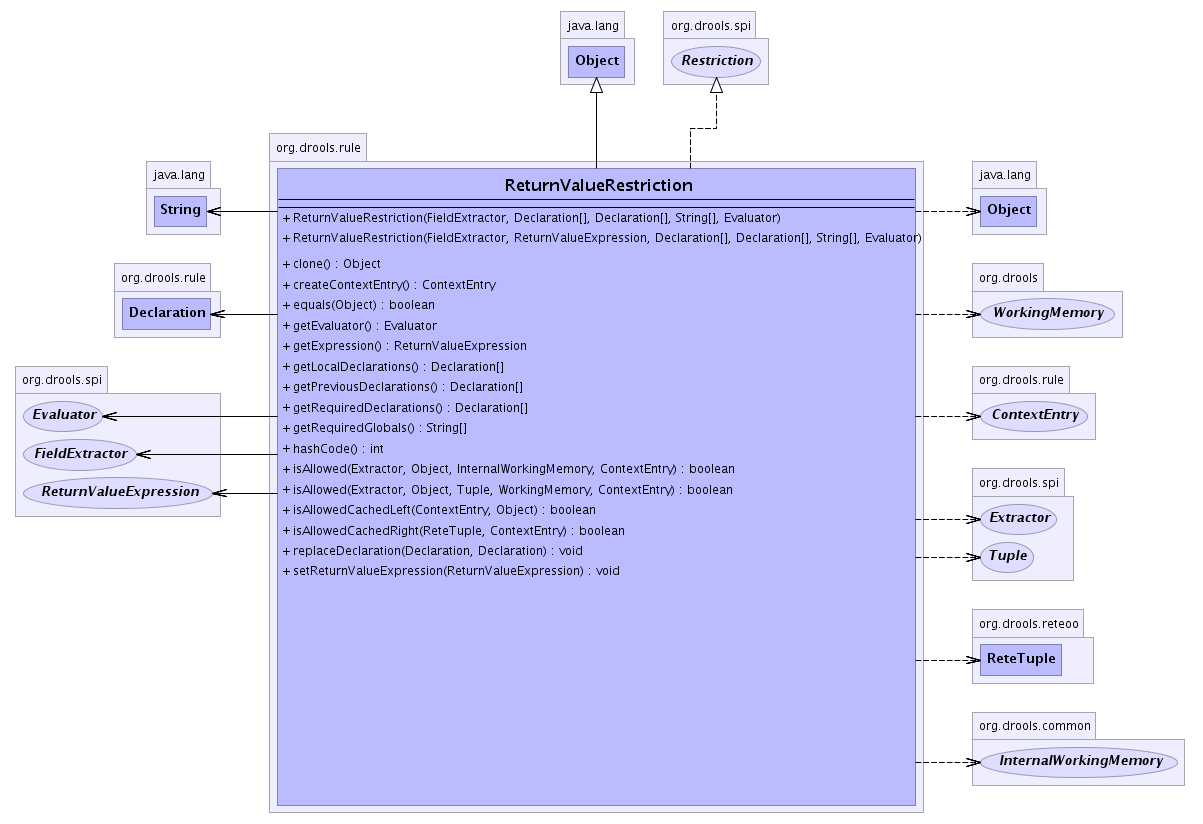 java.lang
Object
org.drools.spi
Restriction
org.drools.rule
ReturnValueRestriction
+ ReturnValueRestriction(FieldExtractor, Declaration[], Declaration[], String[], Evaluator)
+ ReturnValueRestriction(FieldExtractor, ReturnValueExpression, Declaration[], Declaration[], String[], Evaluator)
+ clone() : Object
+ createContextEntry() : ContextEntry
+ equals(Object) : boolean
+ getEvaluator() : Evaluator
+ getExpression() : ReturnValueExpression
+ getLocalDeclarations() : Declaration[]
+ getPreviousDeclarations() : Declaration[]
+ getRequiredDeclarations() : Declaration[]
+ getRequiredGlobals() : String[]
+ hashCode() : int
+ isAllowed(Extractor, Object, InternalWorkingMemory, ContextEntry) : boolean
+ isAllowed(Extractor, Object, Tuple, WorkingMemory, ContextEntry) : boolean
+ isAllowedCachedLeft(ContextEntry, Object) : boolean
+ isAllowedCachedRight(ReteTuple, ContextEntry) : boolean
+ replaceDeclaration(Declaration, Declaration) : void
+ setReturnValueExpression(ReturnValueExpression) : void
java.lang
String
org.drools.rule
Declaration
org.drools.spi
Evaluator
FieldExtractor
ReturnValueExpression
java.lang
Object
org.drools
WorkingMemory
org.drools.rule
ContextEntry
org.drools.spi
Extractor
Tuple
org.drools.reteoo
ReteTuple
org.drools.common
InternalWorkingMemory